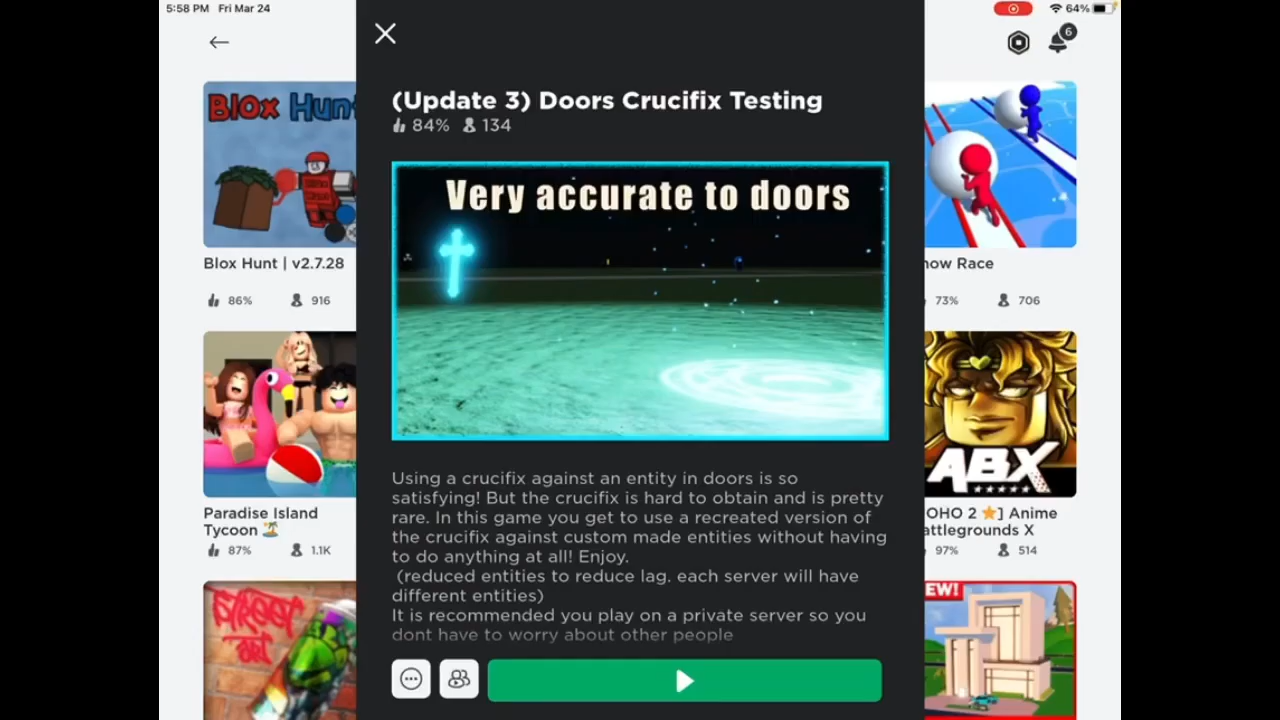 5:58 PM Fri Mar 24
64%
6
(Update 3) Doors Crucifix Testing
84% 134
Very accurate to doors
Using a crucifix against an entity in doors is so
satisfying! But the crucifix is hard to obtain and is pretty
rare. In this game you get to use a recreated version of
the crucifix against custom made entities without having
to do anything at all! Enjoy.
(reduced entities to reduce lag. each server will have
different entities)
It is recommended you play on a private server so you
dont have to worry about other people
Blox Hunt
Blox Hunt | v2.7.28
86% 916
Paradise Island
Tycoon
87% 1.1K
STREET
ART
now Race
73% 706
ABX
OHO 2 ] Anime
attlegrounds X
97% 514
EW!